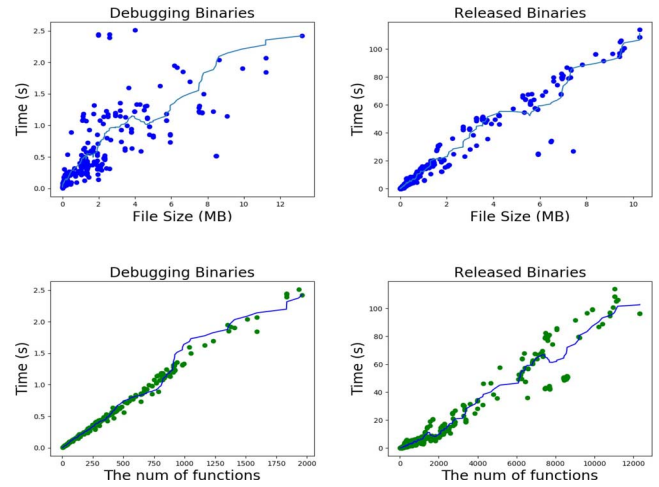 Debugging Binaries
Time (s)
2.5
2.0
1.5
1.0
0.5
0.0
0 2 4 6 8 10 12
File Size (MB)
Released Binaries
Time (s)
100
80
60
40
20
0
0 2 4 6 8 10
File Size (MB)
Debugging Binaries
Time (s)
2.5
2.0
1.5
1.0
0.5
0.0
0 250 500 750 1000 1250 1500 1750 2000
The num of functions
Released Binaries
Time (s)
100
80
60
40
20
0
0 2000 4000 6000 8000 10000 12000
The num of functions